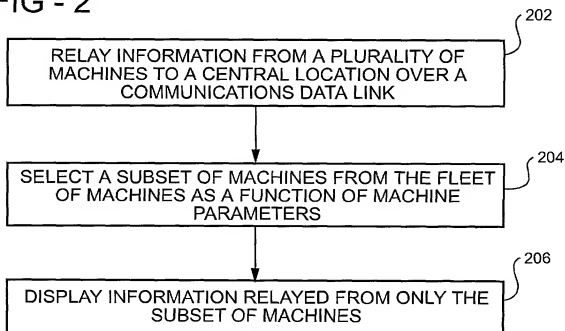 FIG - 2
202
RELAY INFORMATION FROM A PLURALITY OF
MACHINES TO A CENTRAL LOCATION OVER A
COMMUNICATIONS DATA LINK
204
SELECT A SUBSET OF MACHINES FROM THE FLEET
OF MACHINES AS A FUNCTION OF MACHINE
PARAMETERS
206
DISPLAY INFORMATION RELAYED FROM ONLY THE
SUBSET OF MACHINES